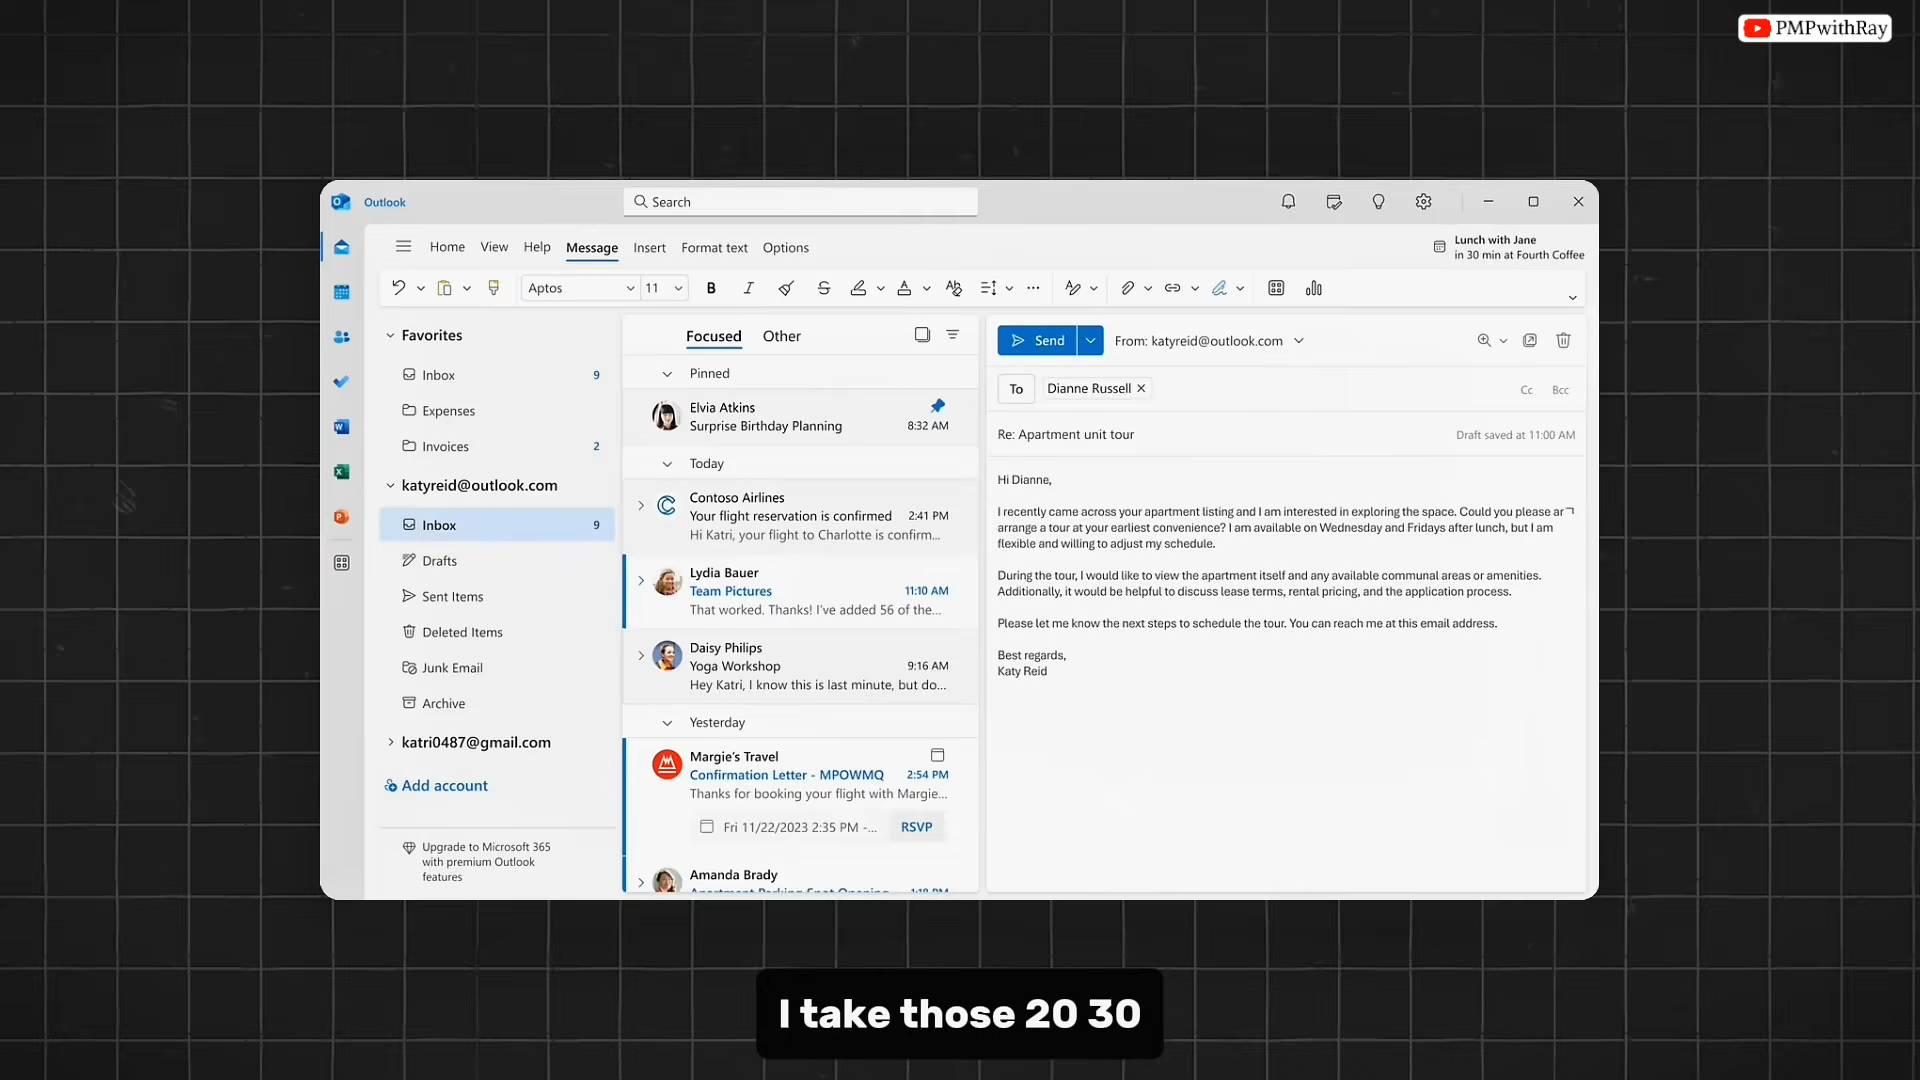 PMPwithRay
Outlook
Search
Home View Help Message Insert Format text Options
Lunch with Jane
in 30 min at Fourth Coffee
Aptos 11
Favorites
Inbox 9
Expenses
Invoices 2
katyreid@outlook.com
Inbox 9
Drafts
Sent Items
Deleted Items
Junk Email
Archive
katri0487@gmail.com
Add account
Upgrade to Microsoft 365
with premium Outlook
features
Focused Other
Pinned
Elvia Atkins
Surprise Birthday Planning 8:32 AM
Today
Contoso Airlines
Your flight reservation is confirmed 2:41 PM
Hi Katri, your flight to Charlotte is confirm...
Lydia Bauer
Team Pictures 11:10 AM
That worked. Thanks! I've added 56 of the...
Daisy Philips
Yoga Workshop 9:16 AM
Hey Katri, I know this is last minute, but do...
Yesterday
Margie's Travel
Confirmation Letter - MPOWMQ 2:54 PM
Thanks for booking your flight with Margie...
Fri 11/22/2023 2:35 PM -... RSVP
Amanda Brady
Apartment Parking Spot Opening 1:18 PM
Send From: katyreid@outlook.com
To Dianne Russell Cc Bcc
Re: Apartment unit tour Draft saved at 11:00 AM
Hi Dianne,
I recently came across your apartment listing and I am interested in exploring the space. Could you please ar
arrange a tour at your earliest convenience? I am available on Wednesday and Fridays after lunch, but I am
flexible and willing to adjust my schedule.
During the tour, I would like to view the apartment itself and any available communal areas or amenities.
Additionally, it would be helpful to discuss lease terms, rental pricing, and the application process.
Please let me know the next steps to schedule the tour. You can reach me at this email address.
Best regards,
Katy Reid
I take those 20 30